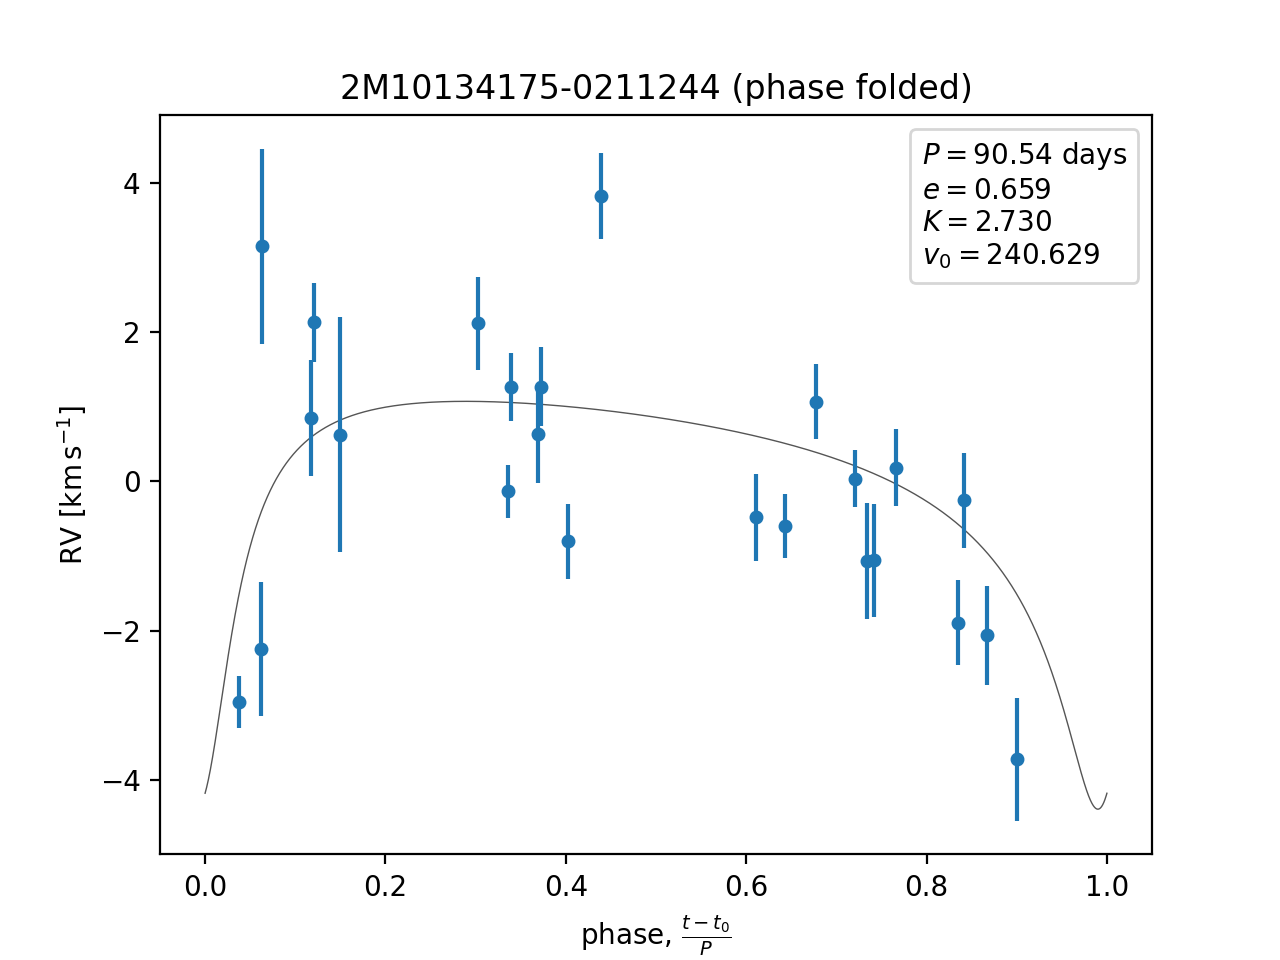 2M10134175-0211244 (phase folded)
P = 90.54 days
e = 0.659
K = 2.730
v₀ = 240.629
RV [km s⁻¹]
4
2
0
−2
−4
0.0 0.2 0.4 0.6 0.8 1.0
phase, (t − t₀)/P